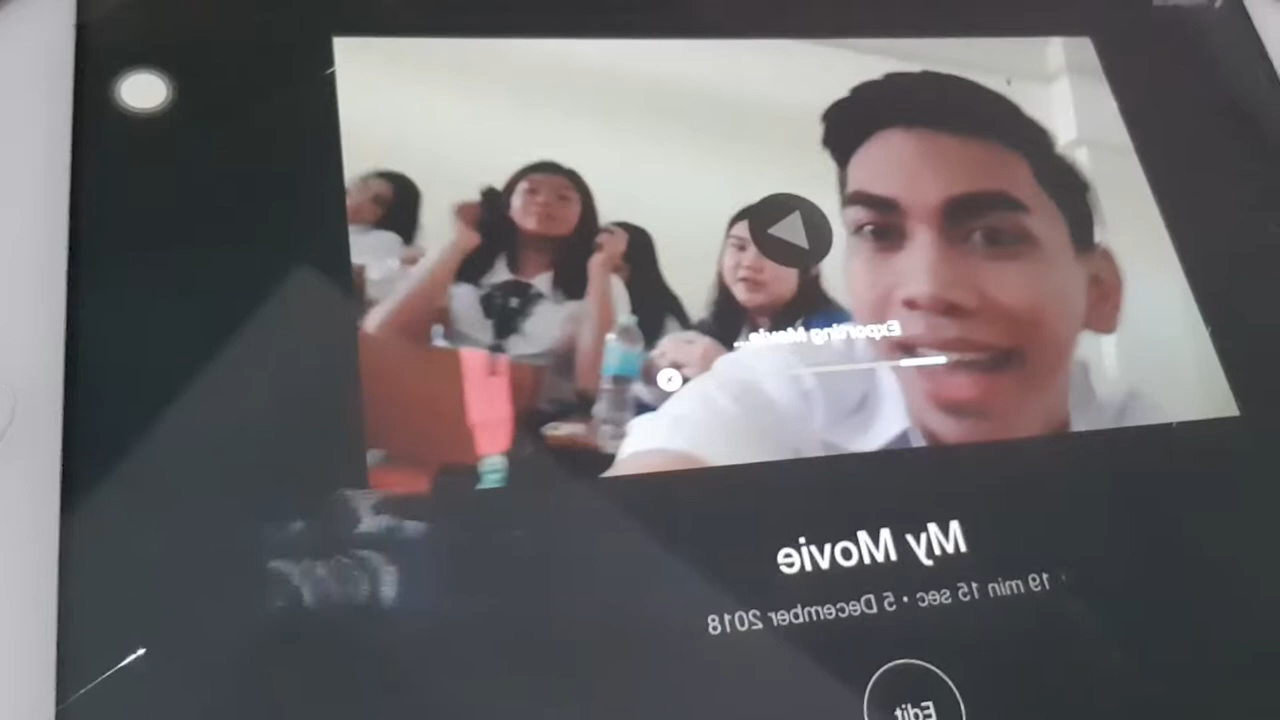 Exporting Movie...
My Movie
19 min 15 sec • 5 December 2018
Edit